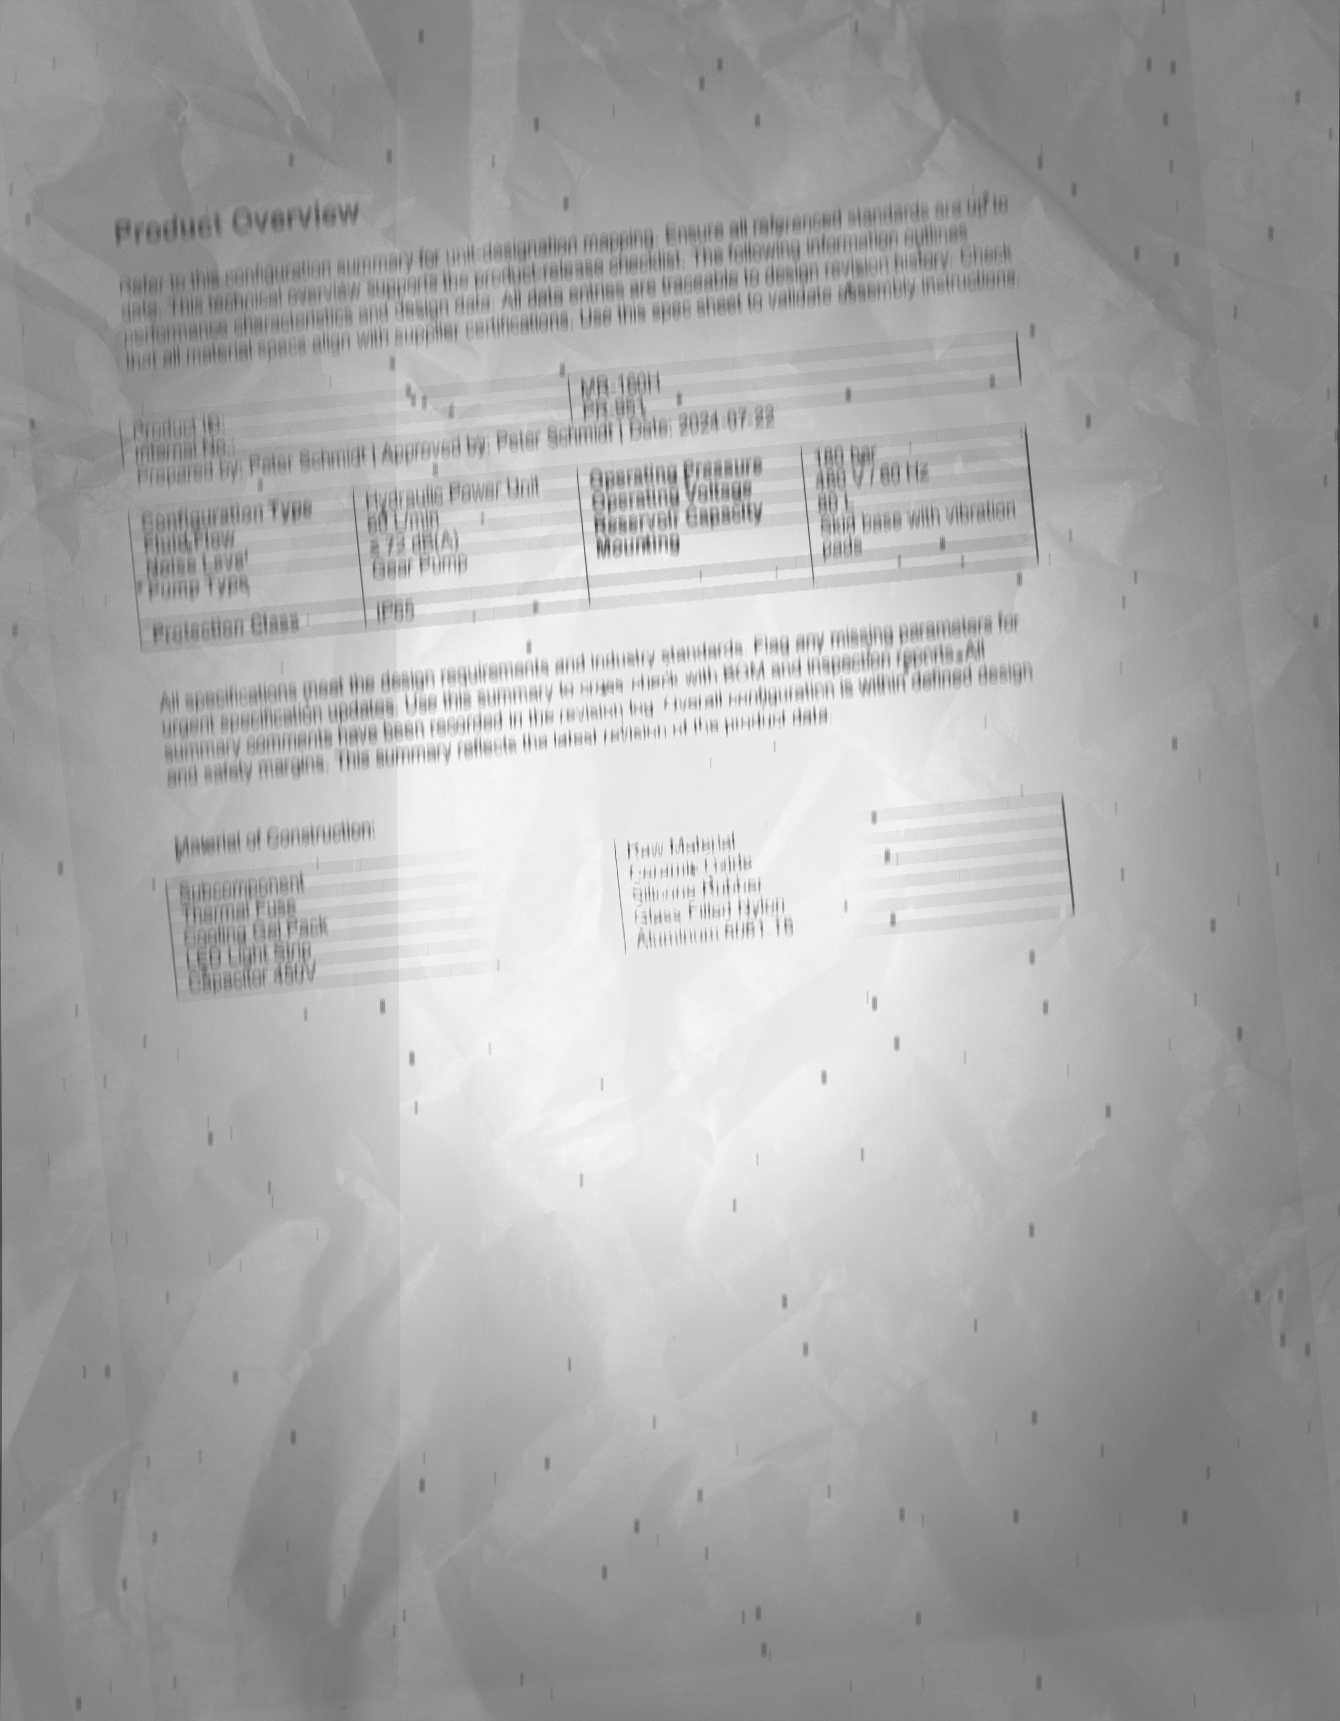 Product Overview
Refer to this configuration summary for unit designation mapping. Ensure all referenced standards are up to
date. This technical overview supports the product release checklist. The following information outlines
performance characteristics and design data. All data entries are traceable to design revision history. Check
that all material specs align with supplier certifications. Use this spec sheet to validate assembly instructions.
Product ID: MR-160H
Internal No.:
Prepared by: Peter Schmidt | Approved by: Peter Schmidt | Date: 2024-07-22
Configuration Type Hydraulic Power Unit Operating Pressure 180 bar
Fluid Flow 60 L/min Operating Voltage 480 V / 60 Hz
Noise Level 73 dB(A) Reservoir Capacity 80 L
Pump Type Gear Pump Mounting Skid base with vibration
pads
Protection Class IP65
All specifications meet the design requirements and industry standards. Flag any missing parameters for
urgent specification updates. Use this summary to cross-check with BOM and inspection reports. All
summary comments have been recorded in the revision log. Overall configuration is within defined design
and safety margins. This summary reflects the latest revision of the product data.
Material of Construction:
Subcomponent Raw Material
Thermal Fuse Ceramic Oxide
Cooling Gel Pack Silicone Rubber
LED Light Strip Glass Filled Nylon
Capacitor 450V Aluminum 6061-T6